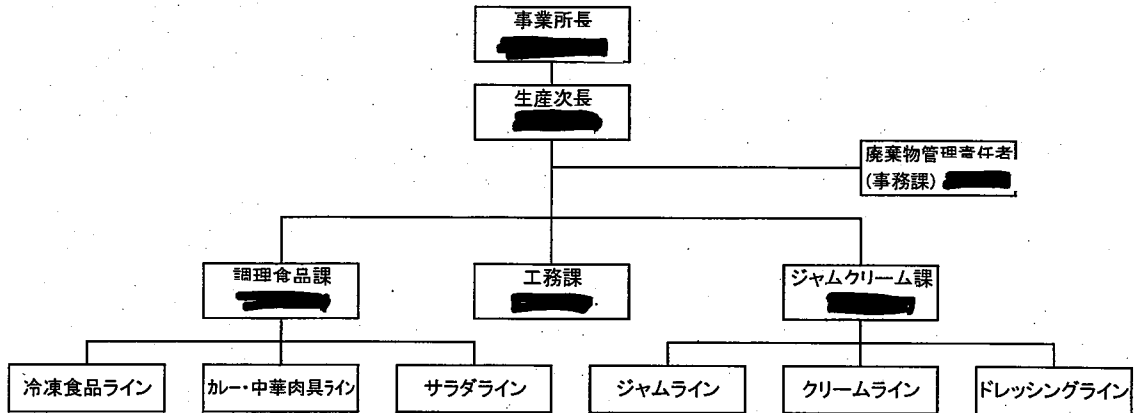 事業所長
生産次長
廃棄物管理責任者
(事務課)
調理食品課
工務課
ジャムクリーム課
冷凍食品ライン
カレー・中華肉具ライン
サラダライン
ジャムライン
クリームライン
ドレッシングライン